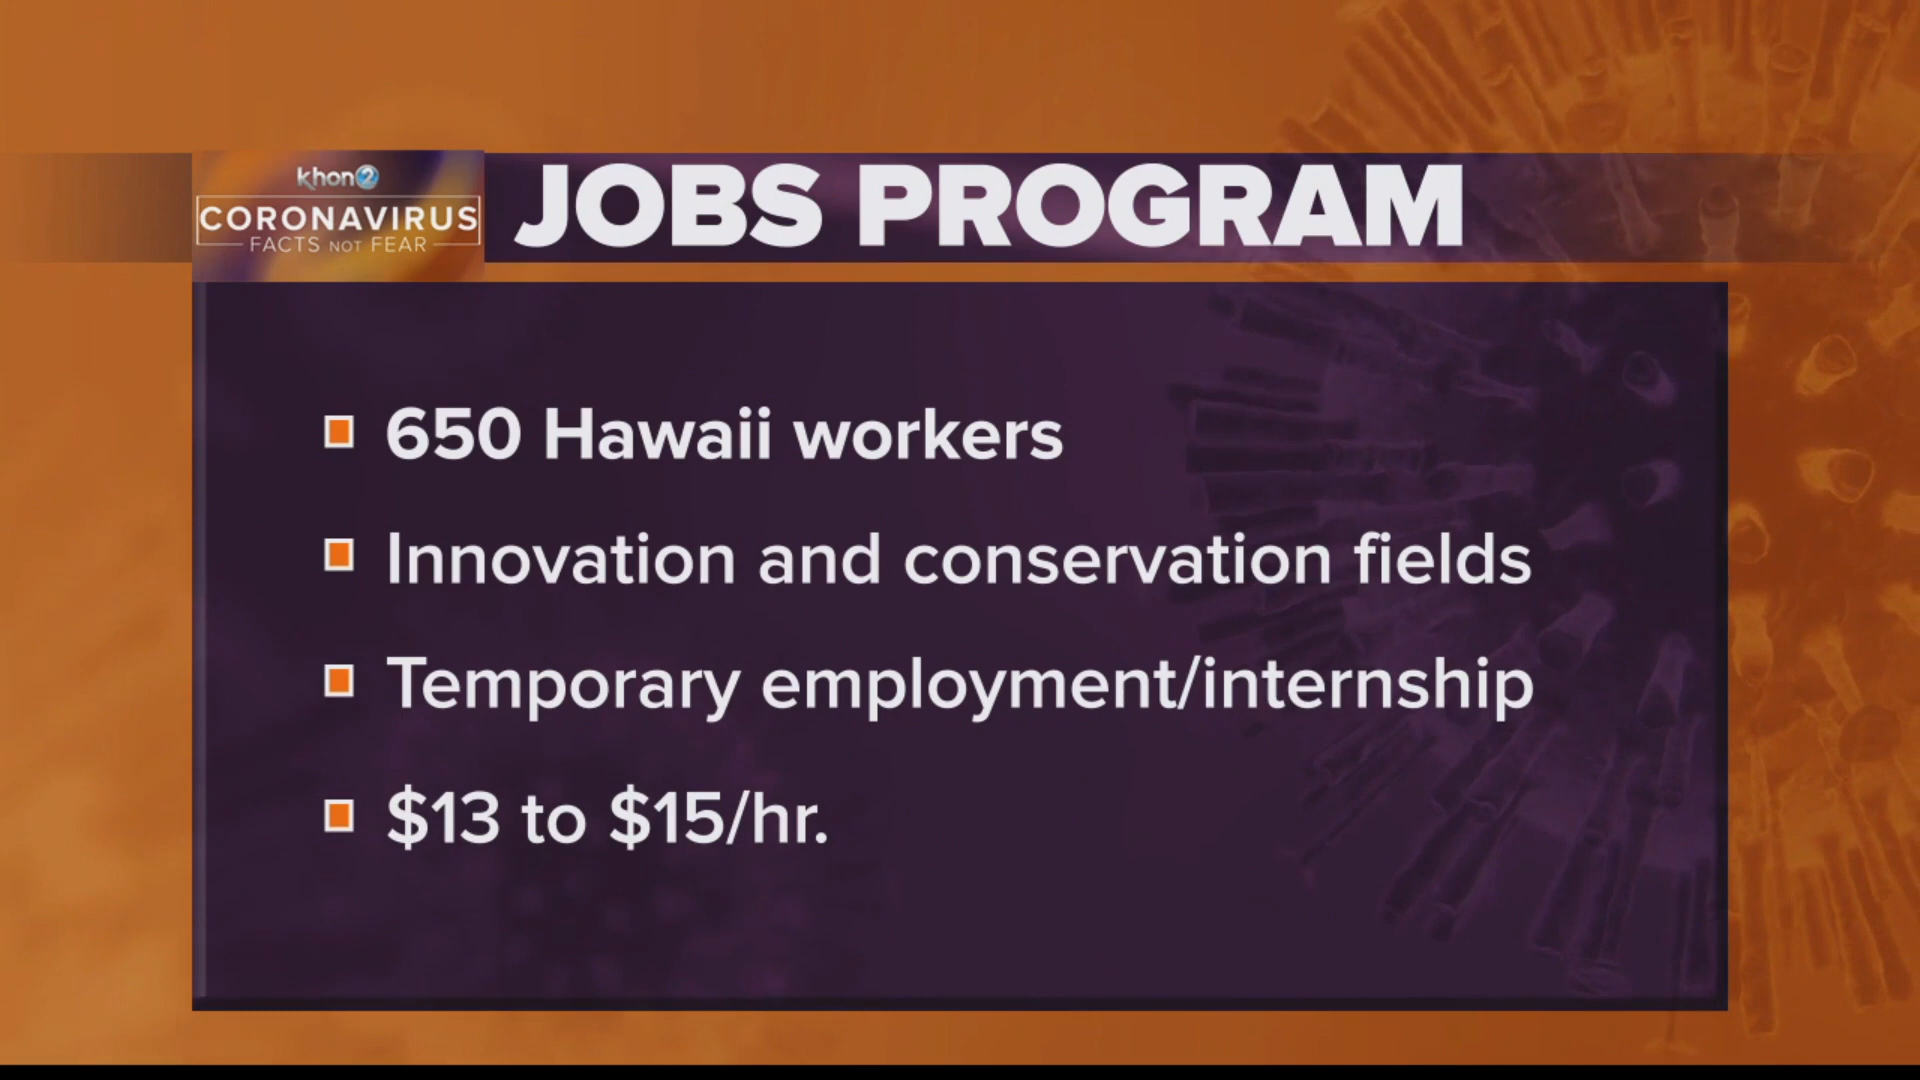 khon2
CORONAVIRUS
FACTS NOT FEAR
JOBS PROGRAM
650 Hawaii workers
Innovation and conservation fields
Temporary employment/internship
$13 to $15/hr.